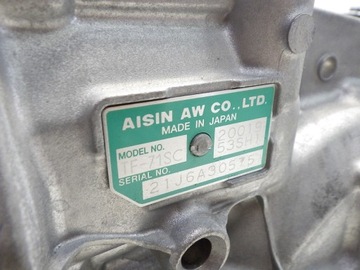 AISIN AW CO.,LTD.
MADE IN JAPAN
MODEL NO.
TF-71SC
SERIAL NO.
21J6A30515